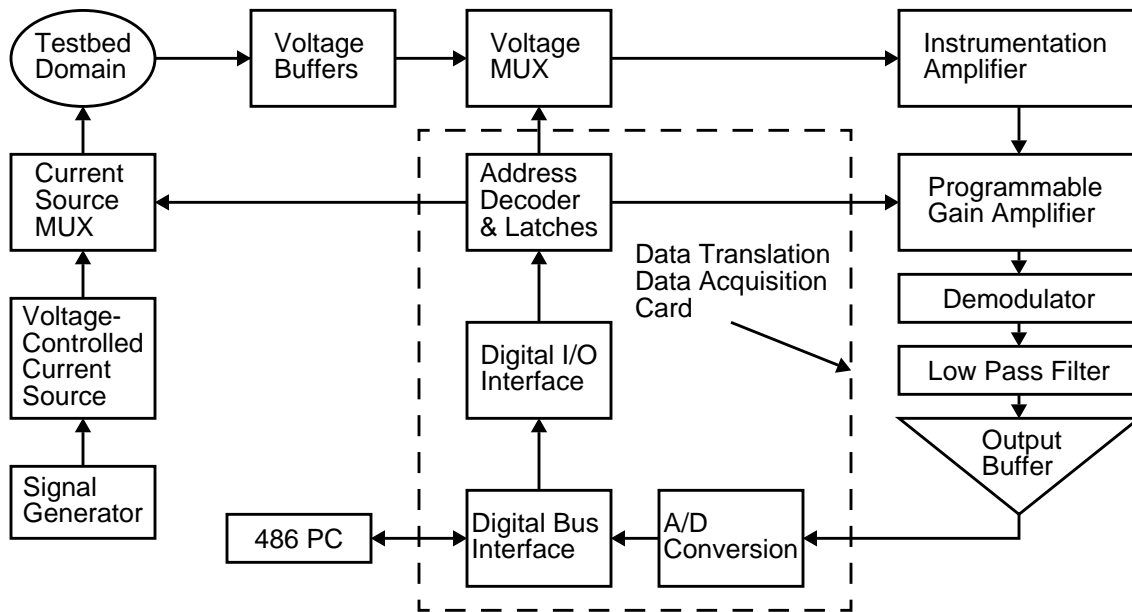 Testbed
Domain
Voltage
Buffers
Voltage
MUX
Instrumentation
Amplifier
Current
Source
MUX
Address
Decoder
& Latches
Programmable
Gain Amplifier
Data Translation
Data Acquisition
Card
Demodulator
Voltage-
Controlled
Current
Source
Digital I/O
Interface
Low Pass Filter
Output
Buffer
Signal
Generator
486 PC
Digital Bus
Interface
A/D
Conversion